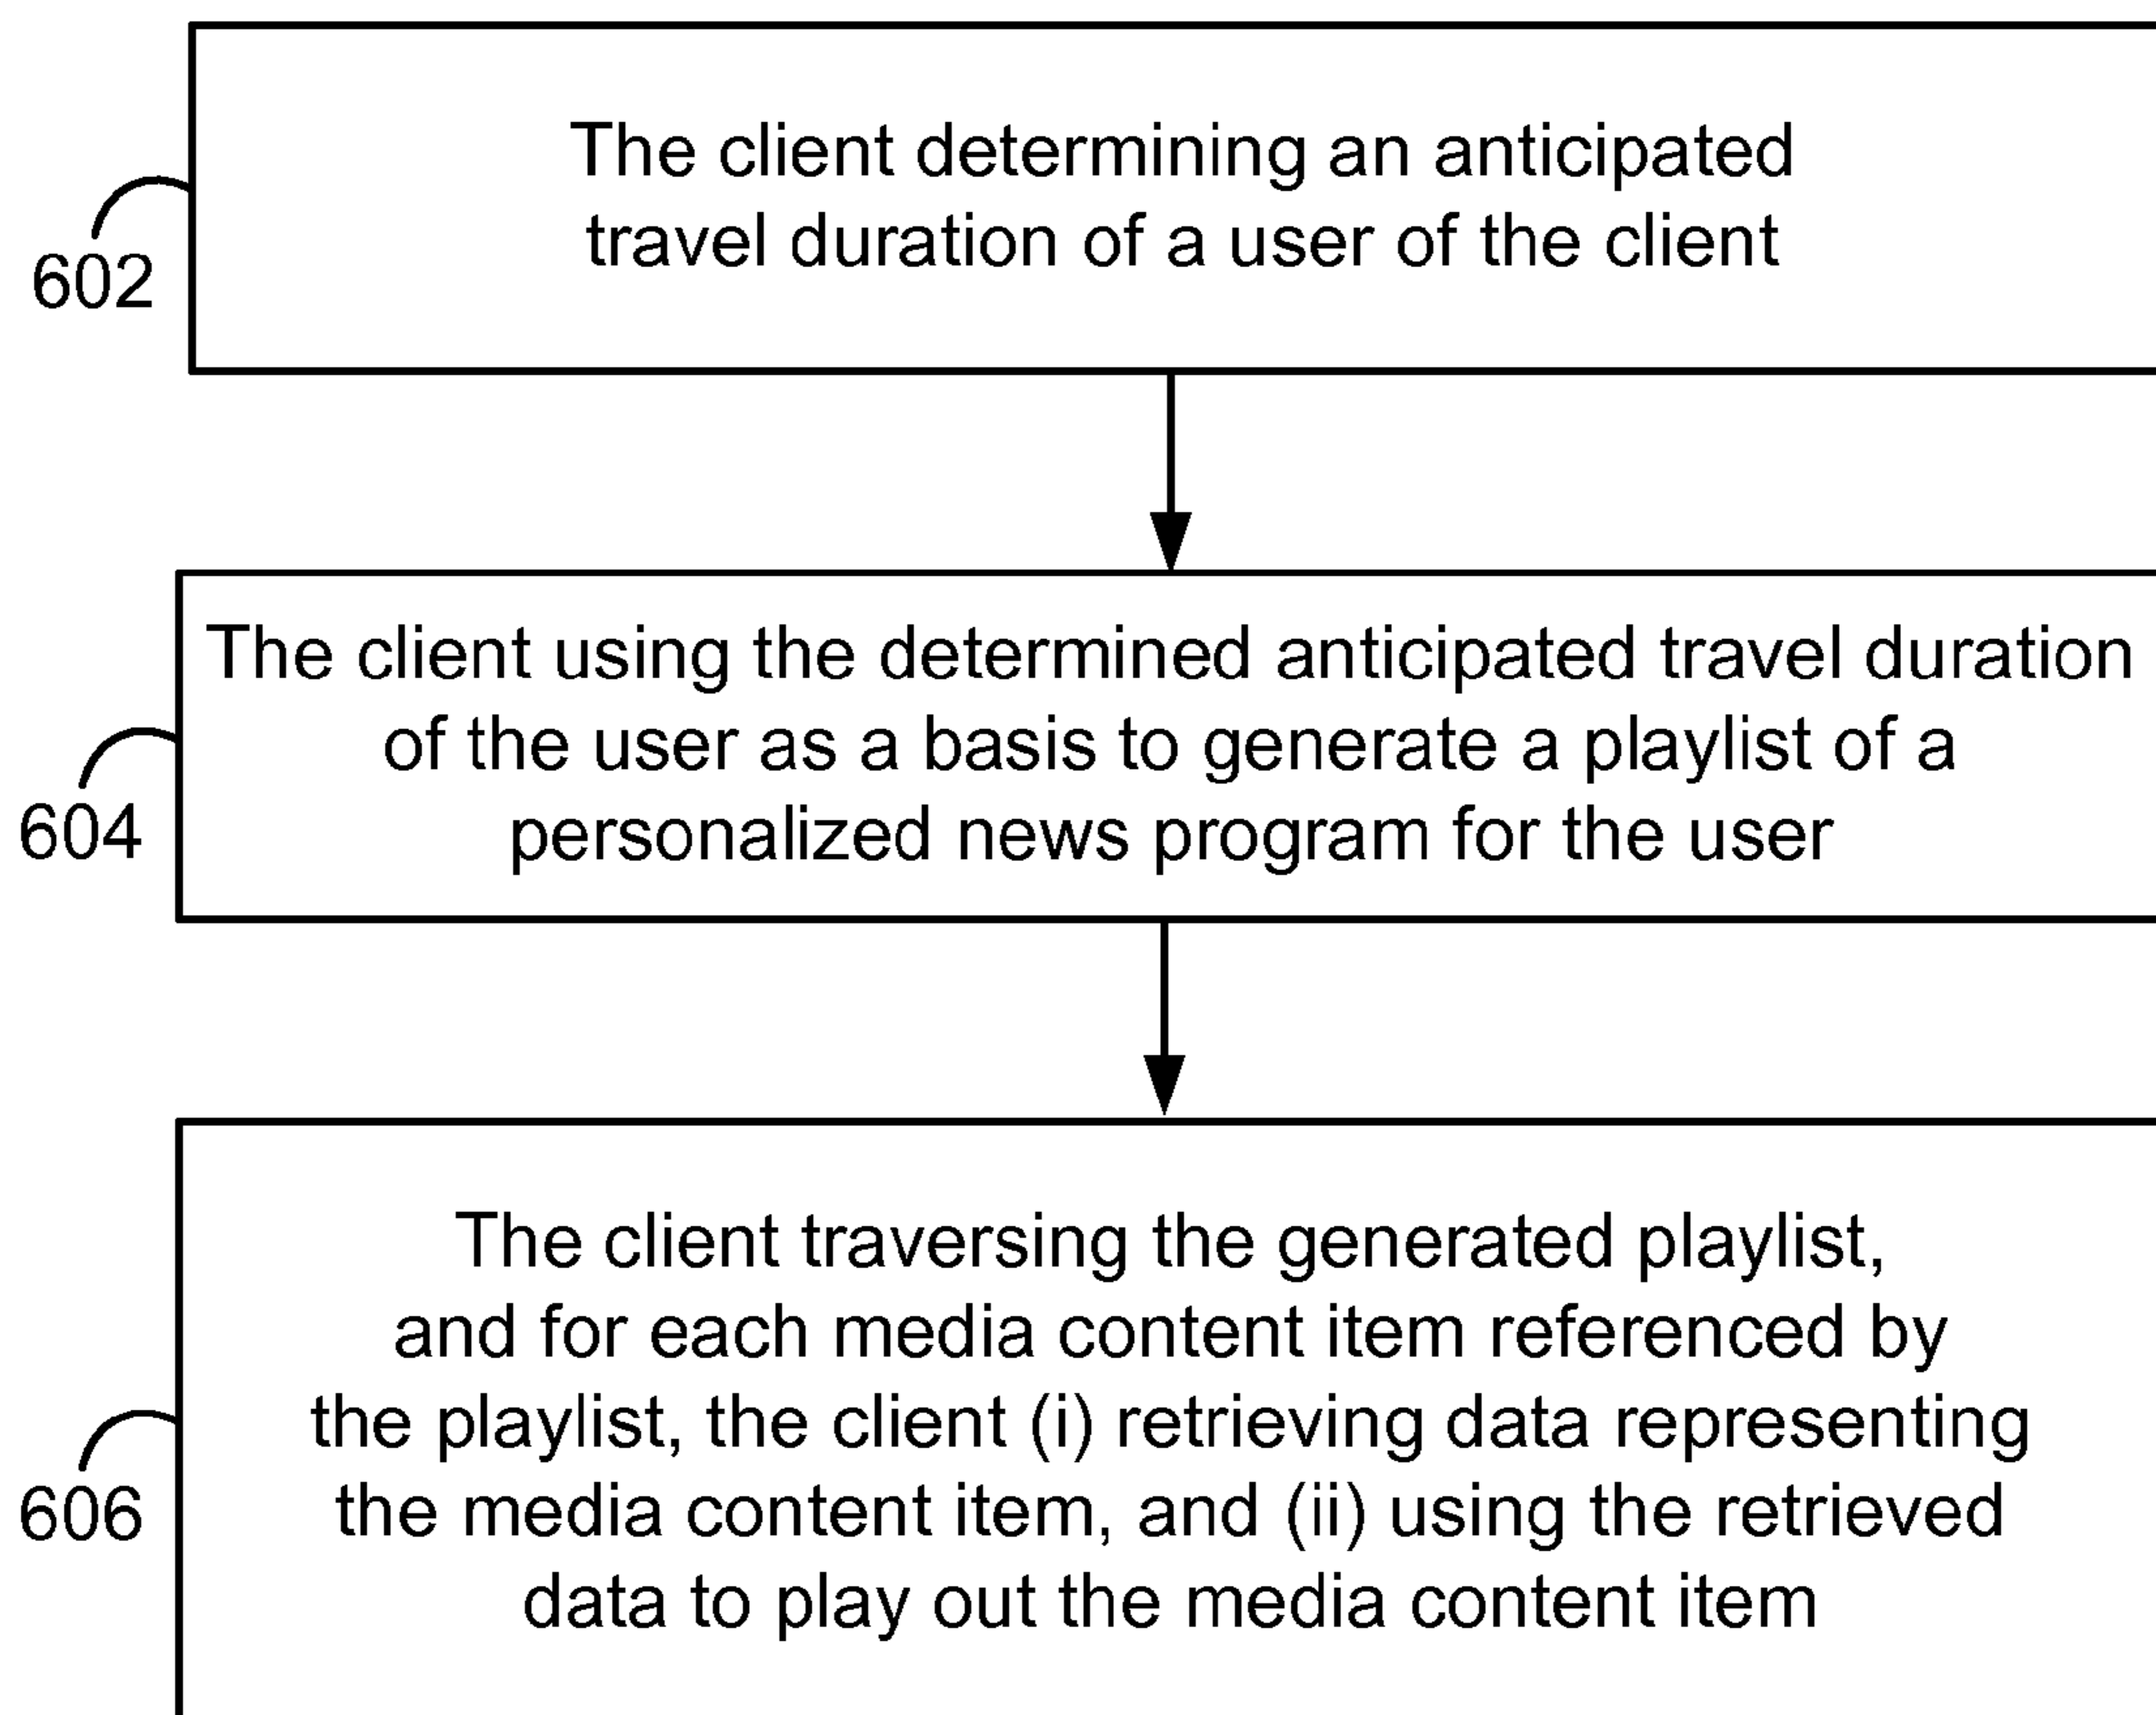 The client determining an anticipated
travel duration of a user of the client
602
The client using the determined anticipated travel duration
of the user as a basis to generate a playlist of a
personalized news program for the user
604
The client traversing the generated playlist,
and for each media content item referenced by
the playlist, the client (i) retrieving data representing
the media content item, and (ii) using the retrieved
data to play out the media content item
606